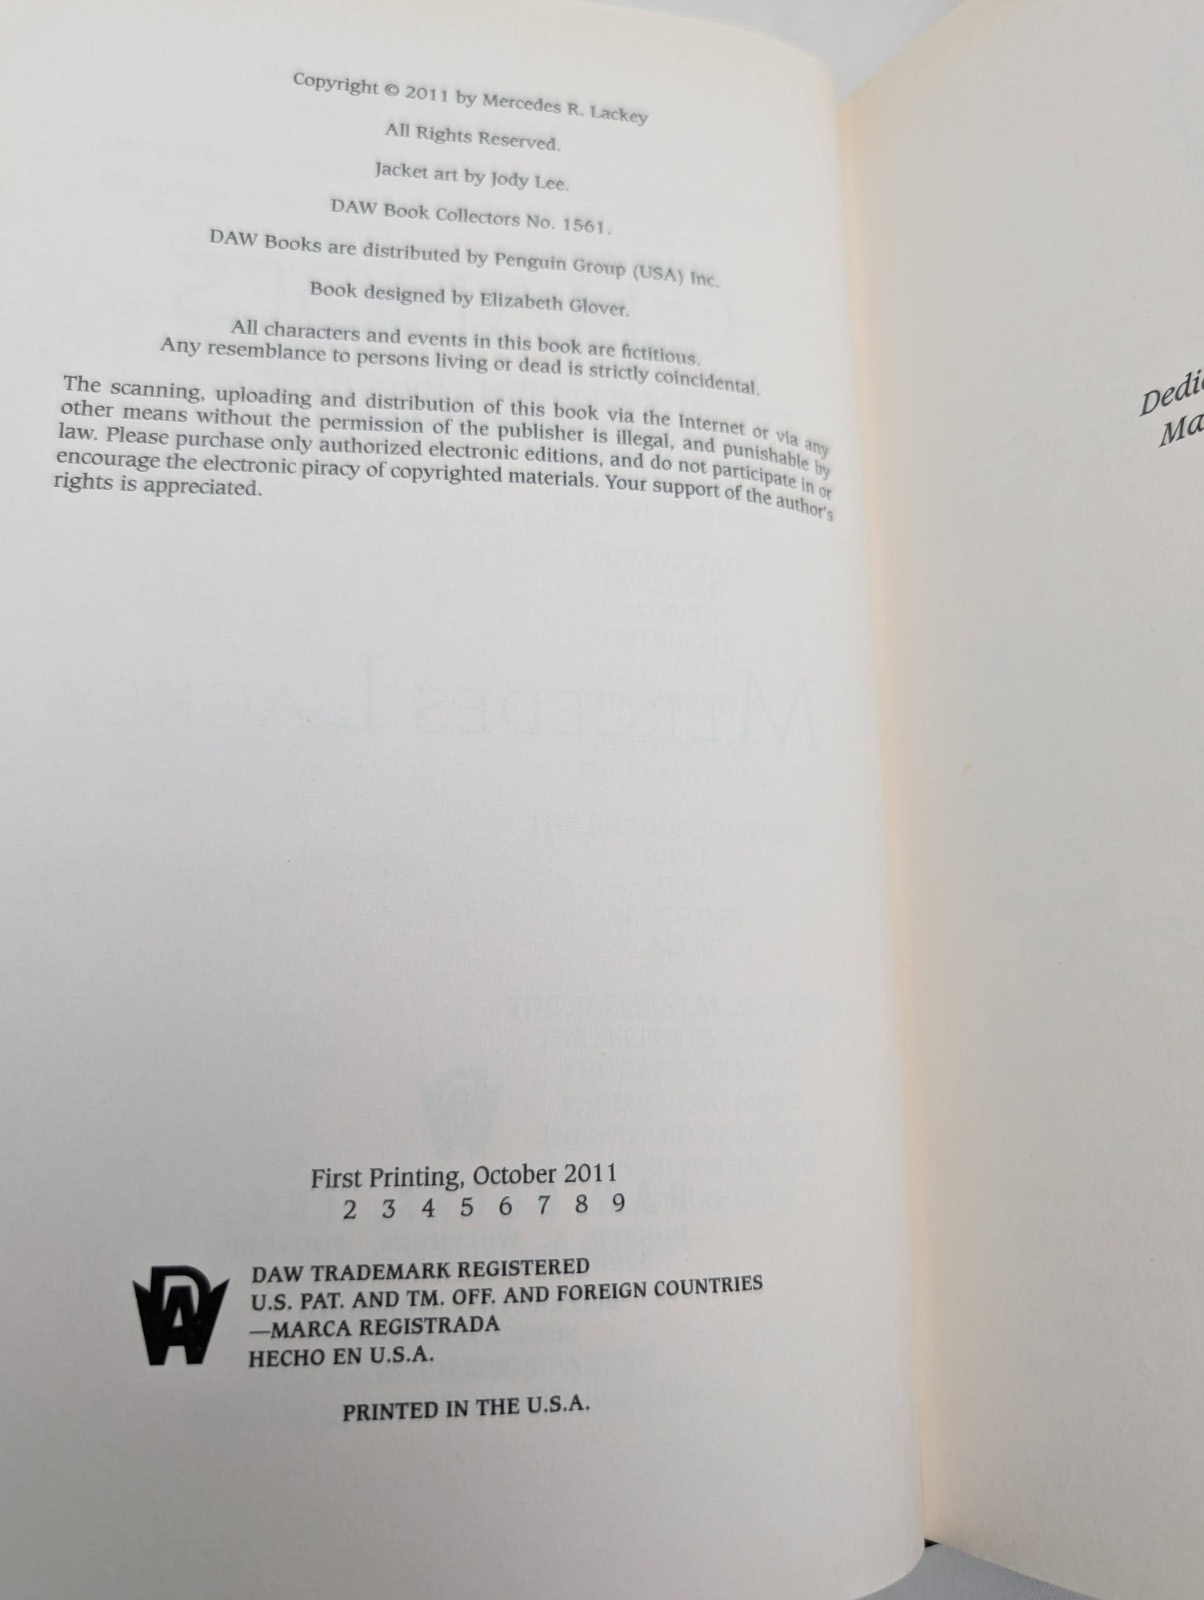 Copyright © 2011 by Mercedes R. Lackey
All Rights Reserved.
Jacket art by Jody Lee.
DAW Book Collectors No. 1561.
DAW Books are distributed by Penguin Group (USA) Inc.
Book designed by Elizabeth Glover.
All characters and events in this book are fictitious.
Any resemblance to persons living or dead is strictly coincidental.
The scanning, uploading and distribution of this book via the Internet or via any
other means without the permission of the publisher is illegal, and punishable by
law. Please purchase only authorized electronic editions, and do not participate in or
encourage the electronic piracy of copyrighted materials. Your support of the author's
rights is appreciated.
MERCEDES LACKEY
First Printing, October 2011
2 3 4 5 6 7 8 9
DAW
DAW TRADEMARK REGISTERED
U.S. PAT. AND TM. OFF. AND FOREIGN COUNTRIES
—MARCA REGISTRADA
HECHO EN U.S.A.
PRINTED IN THE U.S.A.
Dedic
Ma